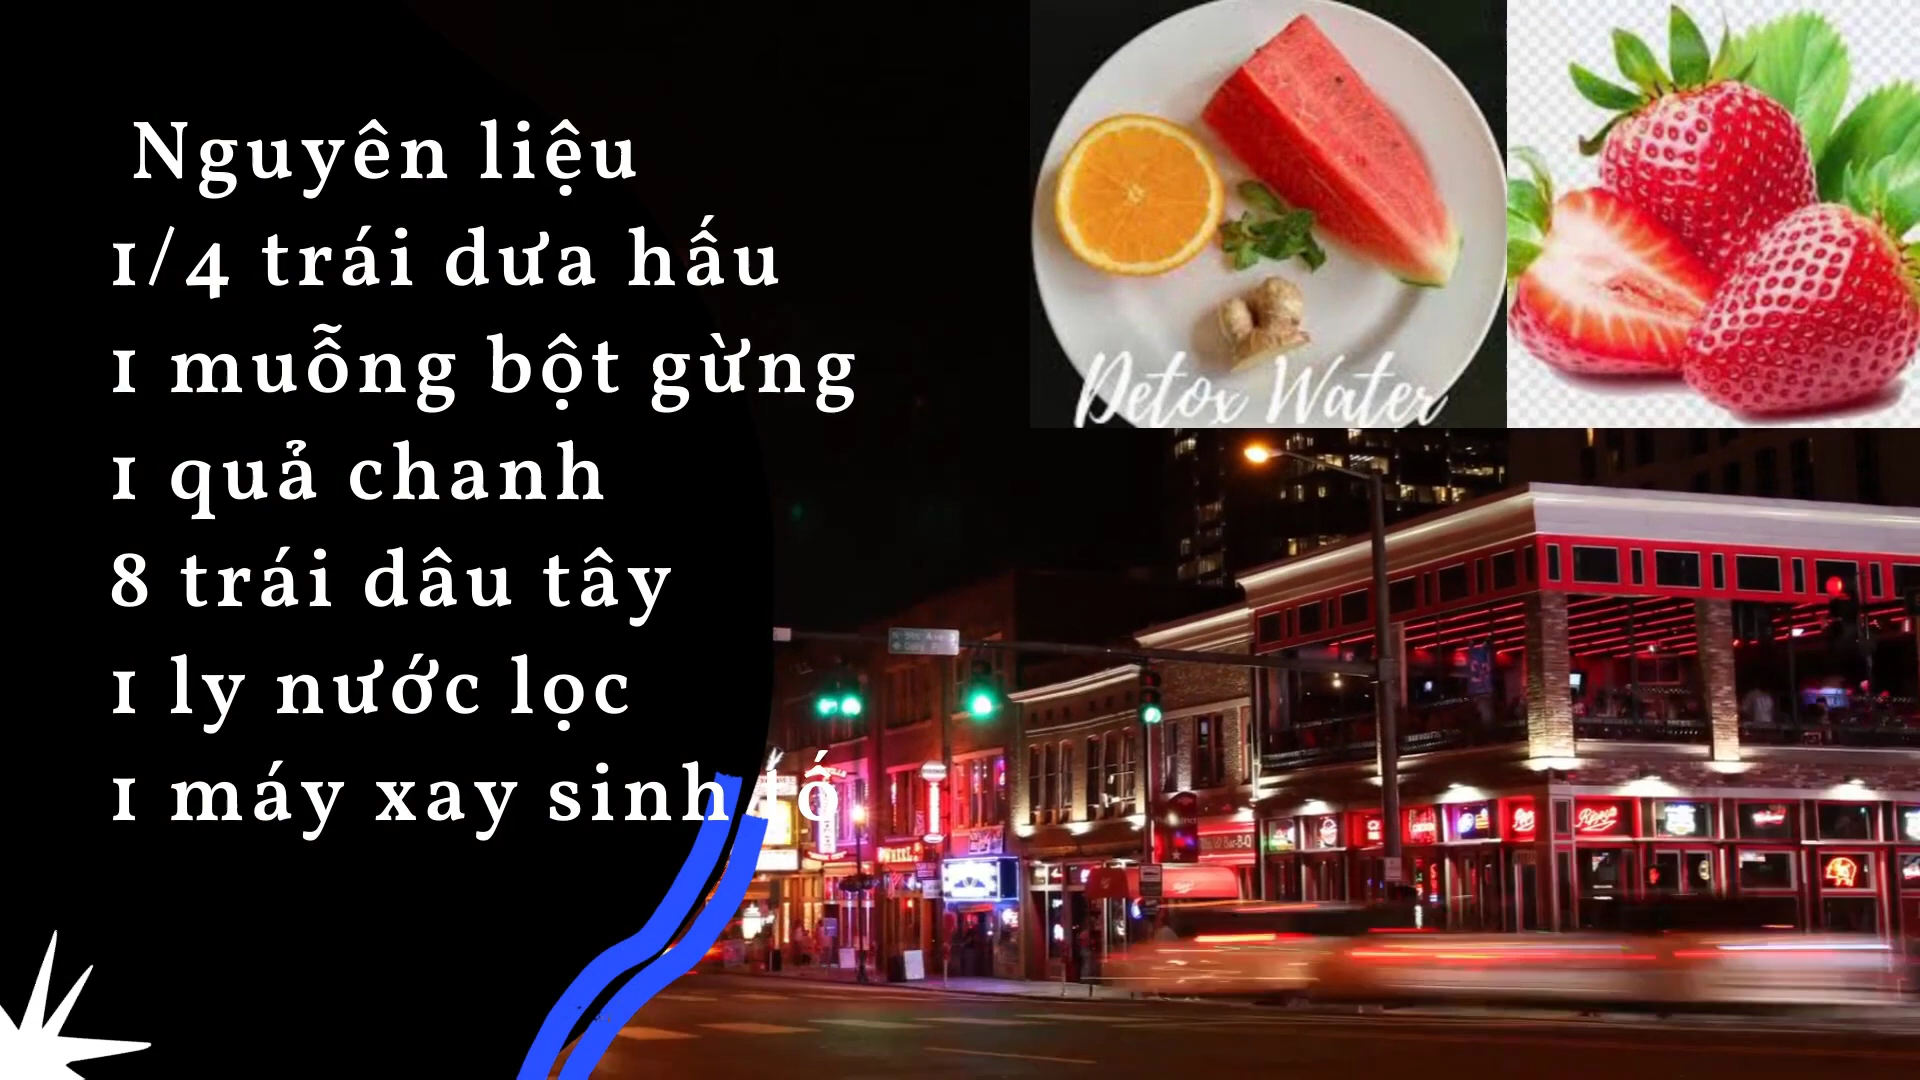 Nguyên liệu
1/4 trái dưa hấu
1 muỗng bột gừng
1 quả chanh
8 trái dâu tây
1 ly nước lọc
1 máy xay sinh tố
Detox Water